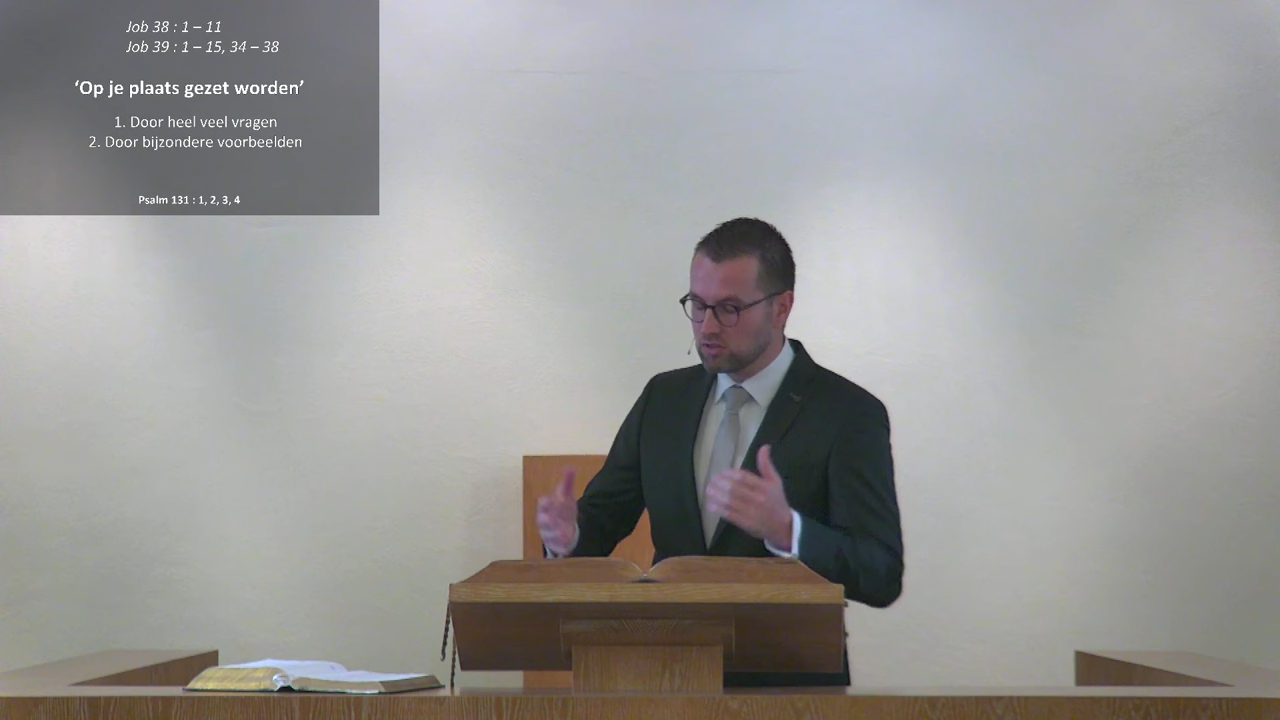 Job 38 : 1 – 11
Job 39 : 1 – 15, 34 – 38
‘Op je plaats gezet worden’
1. Door heel veel vragen
2. Door bijzondere voorbeelden
Psalm 131 : 1, 2, 3, 4